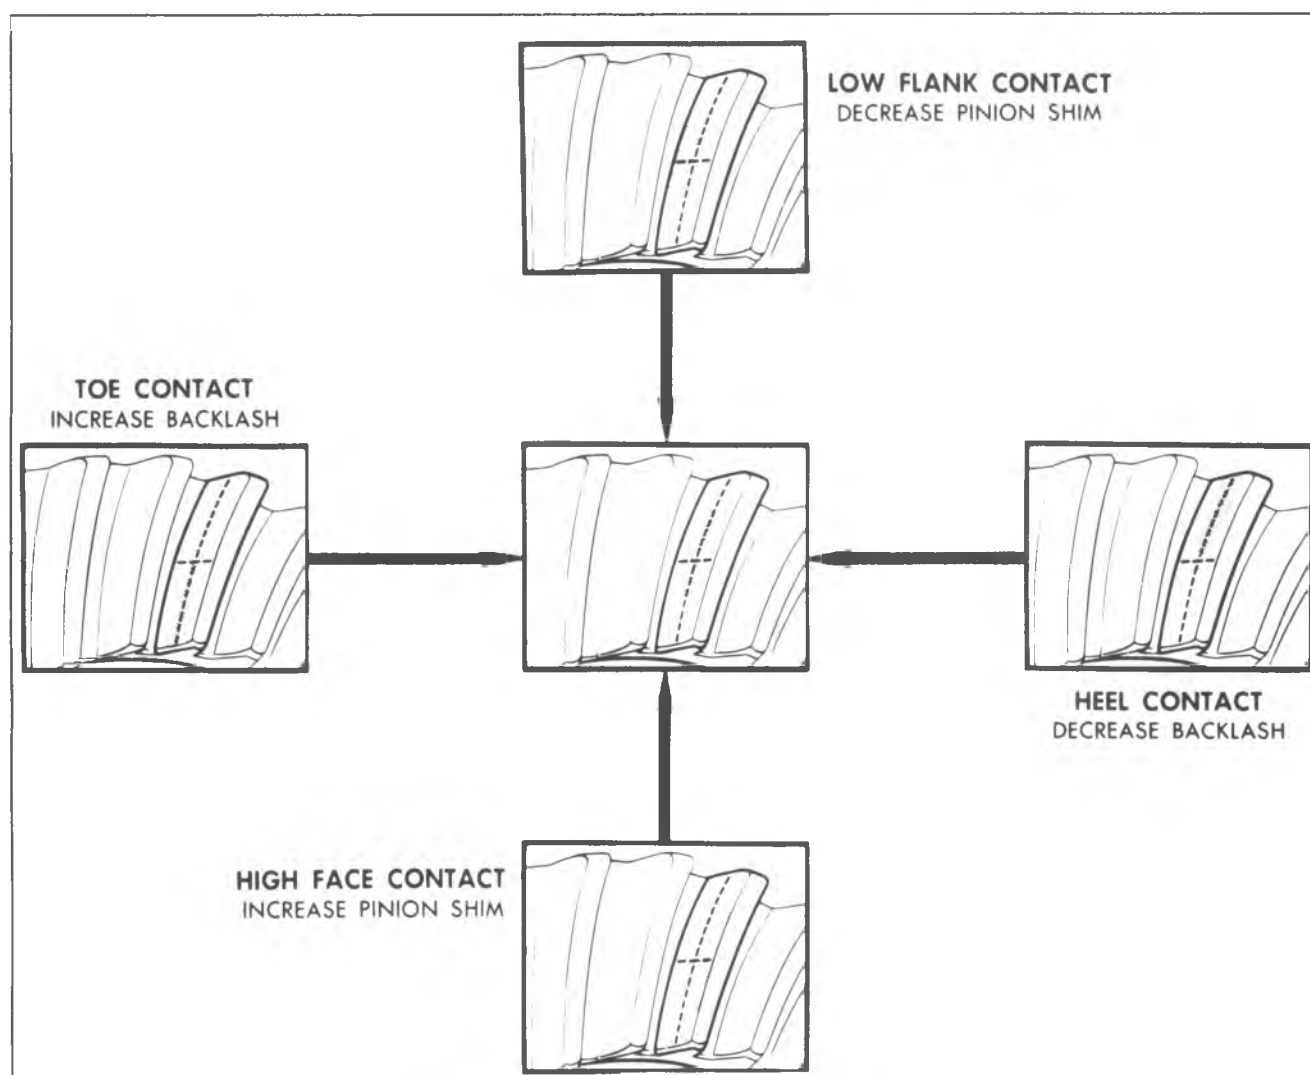 LOW FLANK CONTACT
DECREASE PINION SHIM
TOE CONTACT
INCREASE BACKLASH
HEEL CONTACT
DECREASE BACKLASH
HIGH FACE CONTACT
INCREASE PINION SHIM